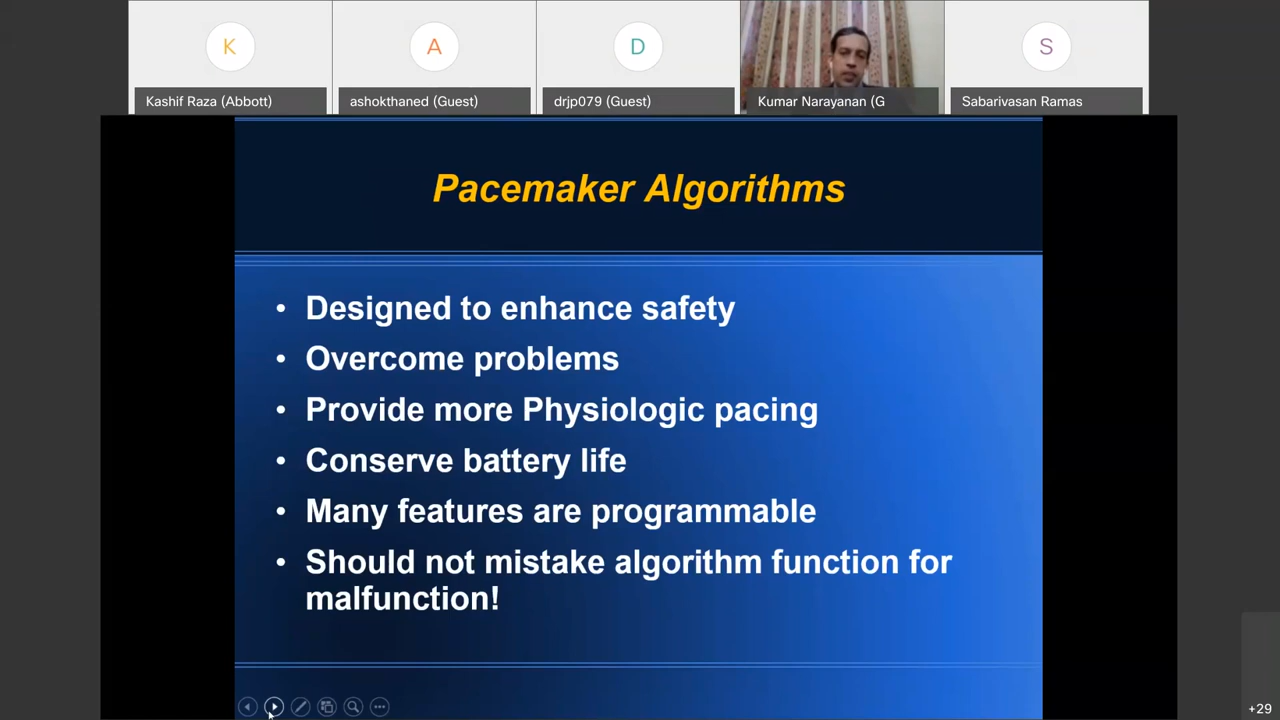 K
A
D
S
Kashif Raza (Abbott)
ashokthaned (Guest)
drjp079 (Guest)
Kumar Narayanan (G
Sabarivasan Ramas
Pacemaker Algorithms
• Designed to enhance safety
• Overcome problems
• Provide more Physiologic pacing
• Conserve battery life
• Many features are programmable
• Should not mistake algorithm function for
malfunction!
+29